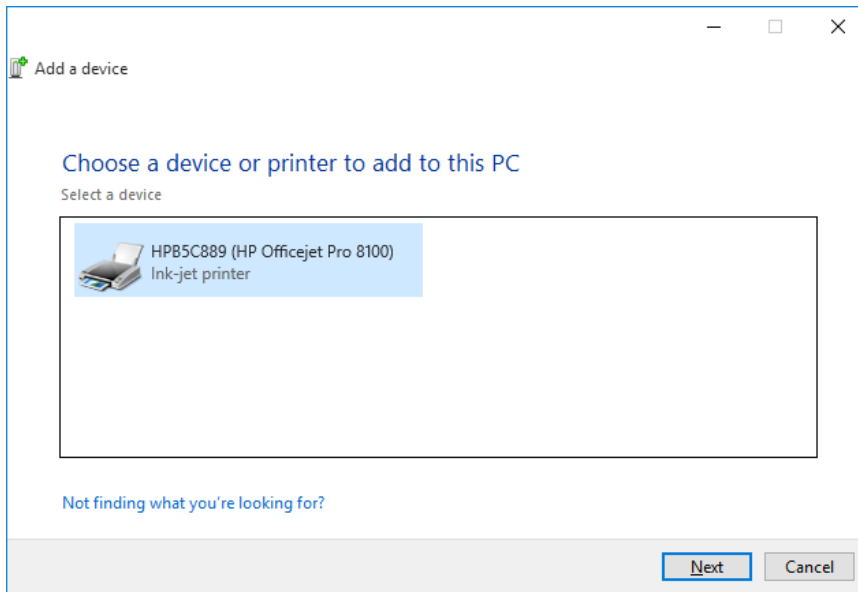 Add a device
Choose a device or printer to add to this PC
Select a device
HPB5C889 (HP Officejet Pro 8100)
Ink-jet printer
Not finding what you're looking for?
Next
Cancel